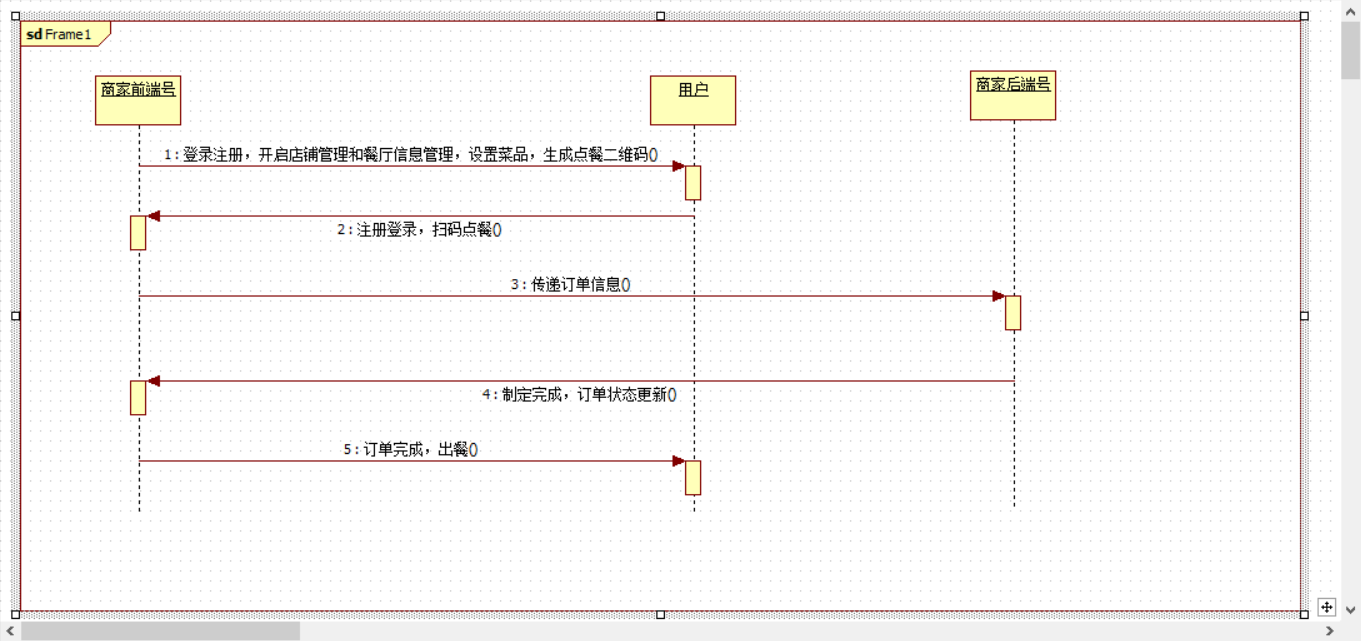 sd Frame1
商家前端号
用户
商家后端号
1 : 登录注册，开启店铺管理和餐厅信息管理，设置菜品，生成点餐二维码()
2 : 注册登录，扫码点餐()
3 : 传递订单信息()
4 : 制定完成，订单状态更新()
5 : 订单完成，出餐()